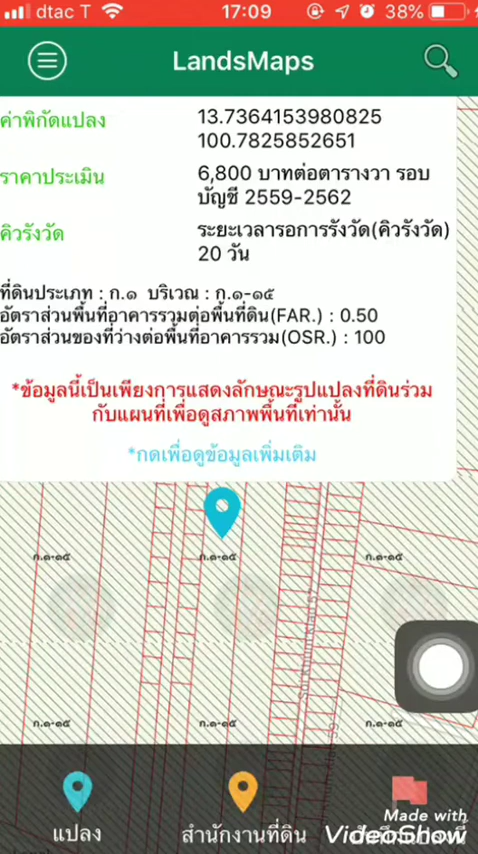 dtac T 17:09 38%
LandsMaps
ค่าพิกัดแปลง 13.7364153980825
100.7825852651
ราคาประเมิน 6,800 บาทต่อตารางวา รอบ
บัญชี 2559-2562
คิวรังวัด ระยะเวลารอการรังวัด(คิวรังวัด)
20 วัน
ที่ดินประเภท : ก.๑ บริเวณ : ก.๑-๑๕
อัตราส่วนพื้นที่อาคารรวมต่อพื้นที่ดิน(FAR.) : 0.50
อัตราส่วนของที่ว่างต่อพื้นที่อาคารรวม(OSR.) : 100
*ข้อมูลนี้เป็นเพียงการแสดงลักษณะรูปแปลงที่ดินร่วม
กับแผนที่เพื่อดูสภาพพื้นที่เท่านั้น
*กดเพื่อดูข้อมูลเพิ่มเติม
ก.๑-๑๕ ก.๑-๑๕ ก.๑-๑๕
ก.๑-๑๕ ก.๑-๑๕ ก.๑-๑๕
แปลง สำนักงานที่ดิน
Made with
VideoShow